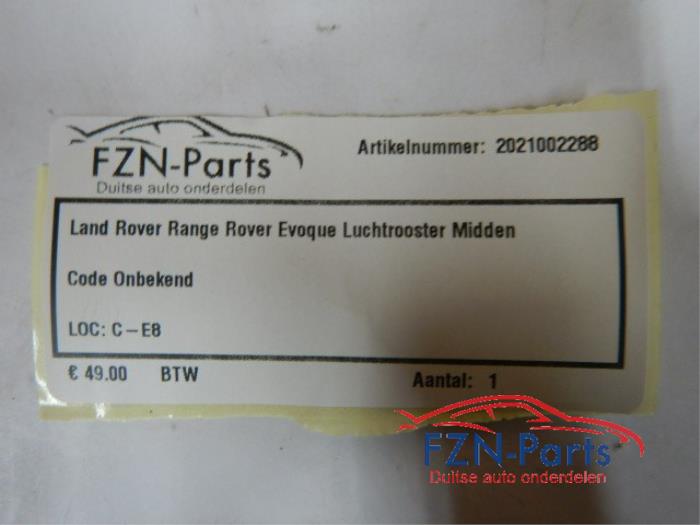 FZN-Parts
Duitse auto onderdelen
Artikelnummer: 2021002288
Land Rover Range Rover Evoque Luchtrooster Midden
Code Onbekend
LOC: C-E8
€ 49.00 BTW
Aantal: 1
FZN-Parts
Duitse auto onderdelen